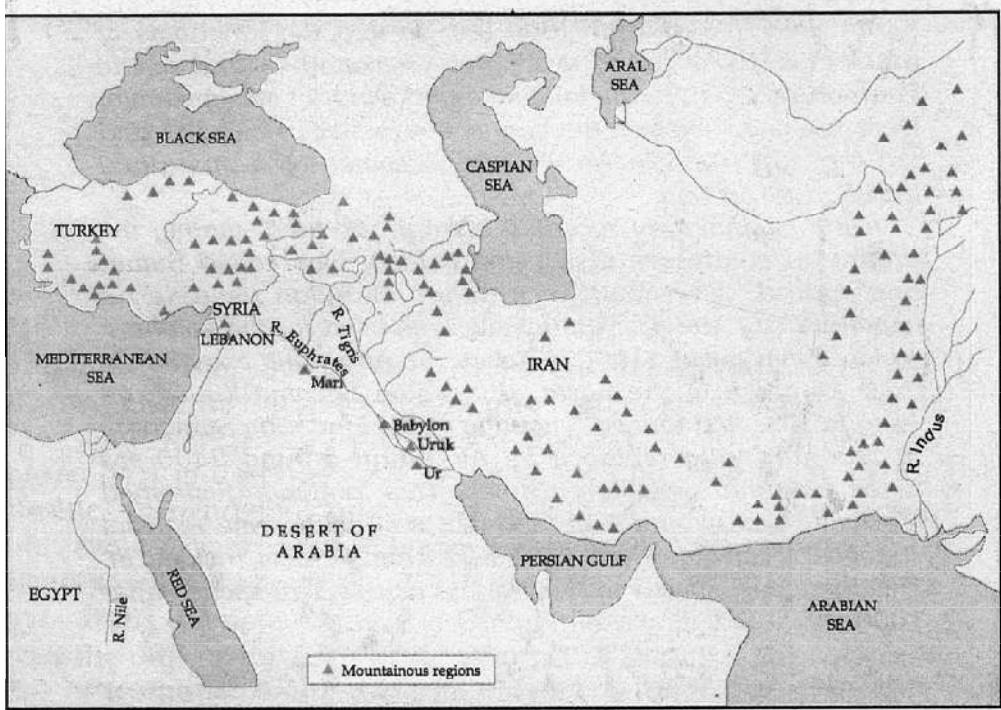 ARAL
SEA
BLACK SEA
CASPIAN
SEA
TURKEY
SYRIA
LEBANON
R. Euphrates
R. Tigris
MEDITERRANEAN
SEA
Mari
IRAN
Babylon
Uruk
Ur
R. Indus
DESERT OF
ARABIA
PERSIAN GULF
EGYPT
R. Nile
RED SEA
ARABIAN
SEA
Mountainous regions